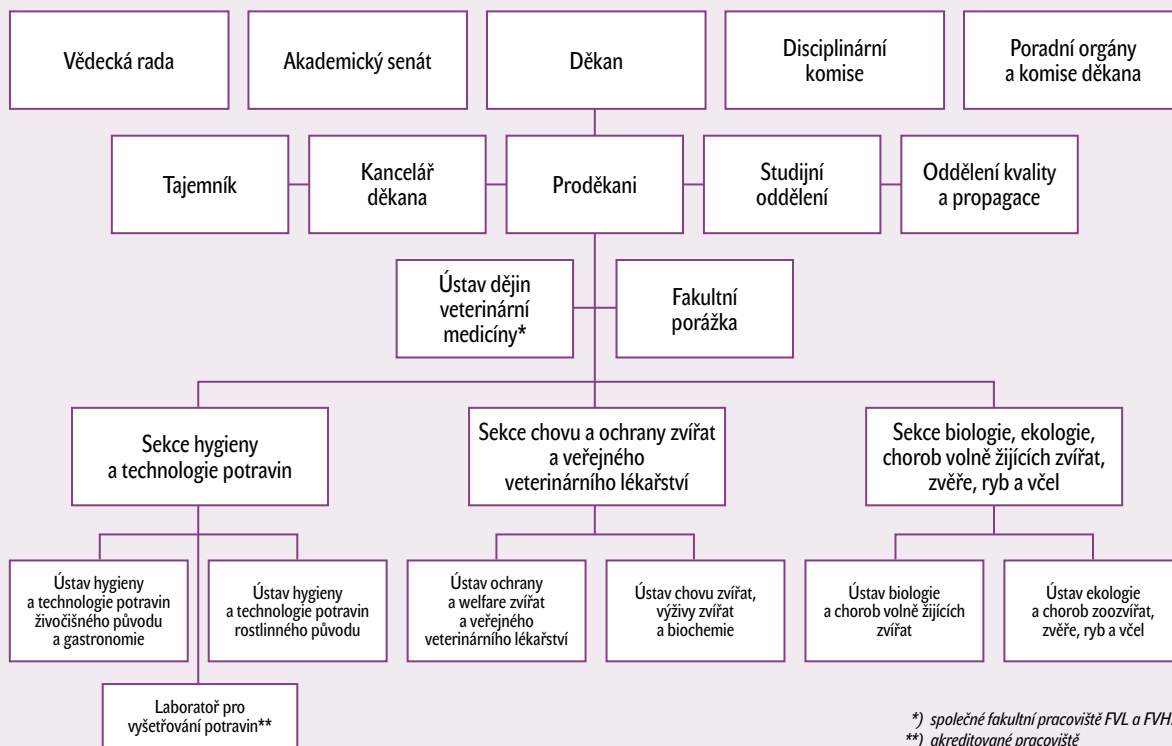 Vědecká rada
Akademický senát
Děkan
Disciplinární
komise
Poradní orgány
a komise děkana
Tajemník
Kancelář
děkana
Proděkani
Studijní
oddělení
Oddělení kvality
a propagace
Ústav dějin
veterinární
medicíny*
Fakultní
porážka
Sekce hygieny
a technologie potravin
Sekce chovu a ochrany zvířat
a veřejného
veterinárního lékařství
Sekce biologie, ekologie,
chorob volně žijících zvířat,
zvěře, ryb a včel
Ústav hygieny
a technologie potravin
živočišného původu
a gastronomie
Ústav hygieny
a technologie potravin
rostlinného původu
Ústav ochrany
a welfare zvířat
a veřejného
veterinárního lékařství
Ústav chovu zvířat,
výživy zvířat
a biochemie
Ústav biologie
a chorob volně žijících
zvířat
Ústav ekologie
a chorob zoozvířat,
zvěře, ryb a včel
Laboratoř pro
vyšetřování potravin**
*) společné fakultní pracoviště FVL a
**) akreditované pracoviště